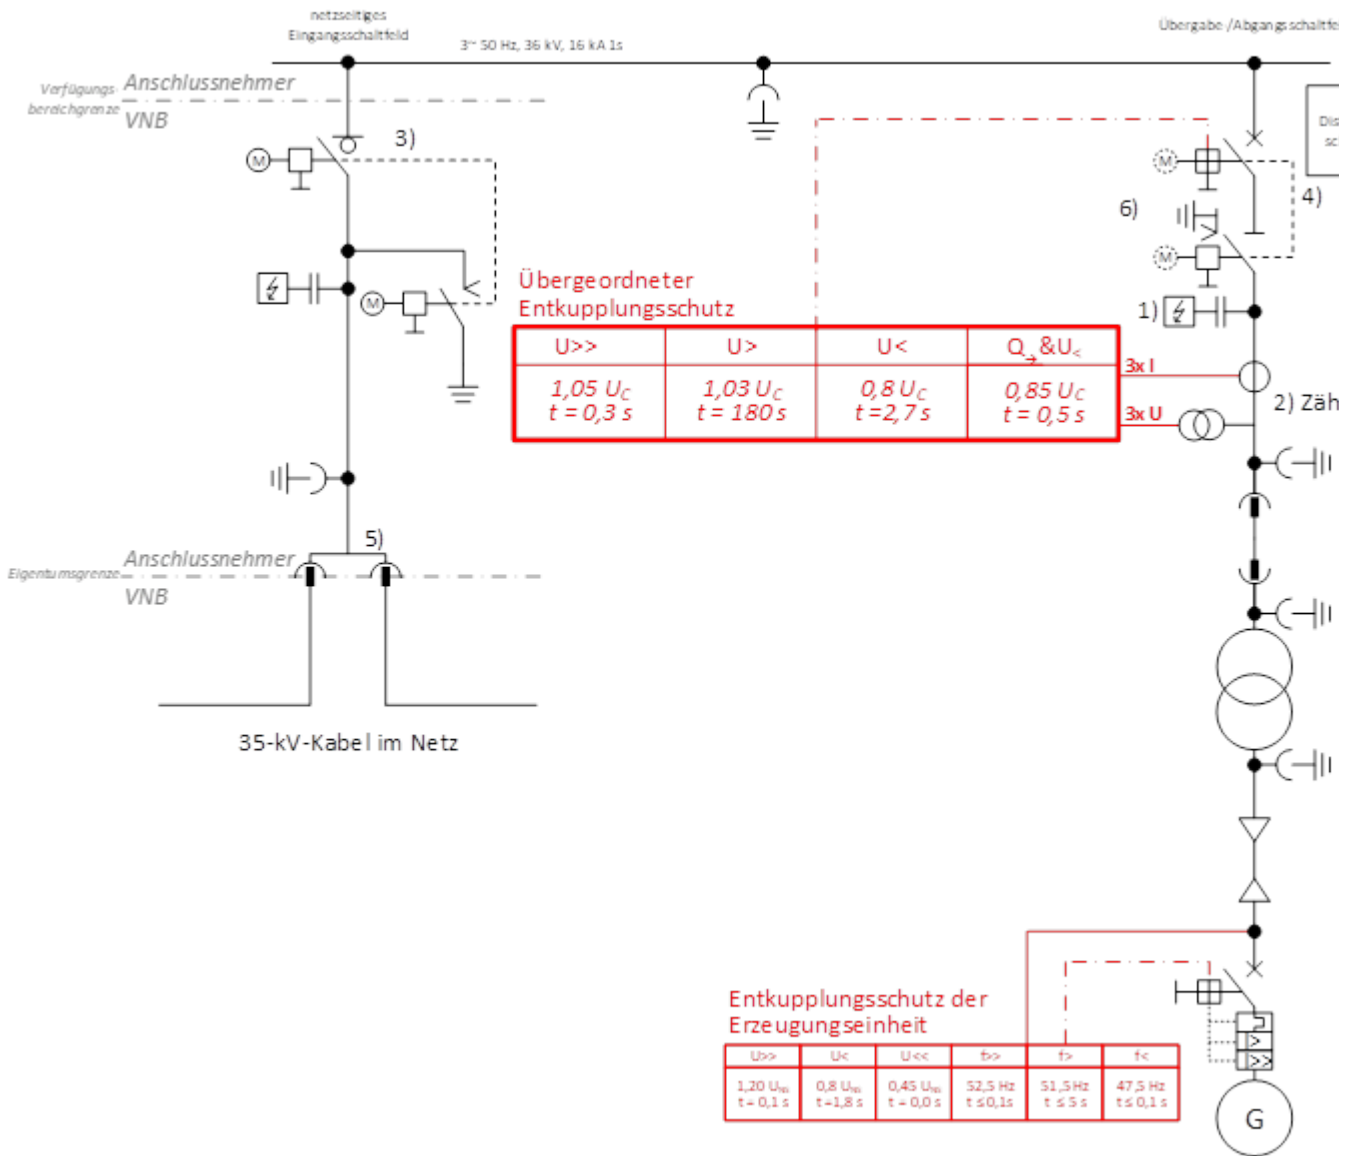 netzseitiges
Eingangsschaltfeld
3~ 50 Hz, 36 kV, 16 kA 1s
Übergabe /Abgangsschaltfe
Verfügungs-
bereichgrenze
Anschlussnehmer
VNB
3)
M
M
Dis
sc
M
4)
6)
M
1)
Übergeordneter
Entkupplungsschutz
U>> U> U< Q→&U<
1,05 UC 1,03 UC 0,8 UC 0,85 UC
t = 0,3 s t = 180 s t=2,7 s t = 0,5 s
3x I
3x U
2) Zäh
5)
Eigentumsgrenze
Anschlussnehmer
VNB
35-kV-Kabel im Netz
Entkupplungsschutz der
Erzeugungseinheit
U>> U< U<< f>> f> f<
1,20 Uₙₛ 0,8 Uₙₛ 0,45 Uₙₛ 52,5 Hz 51,5 Hz 47,5 Hz
t = 0,1 s t=1,8 s t = 0,0 s t ≤ 0,1s t ≤ 5 s t ≤ 0,1 s
>
>>
G